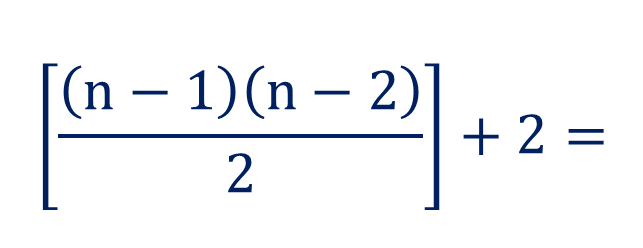 [(n − 1)(n − 2) / 2] + 2 =